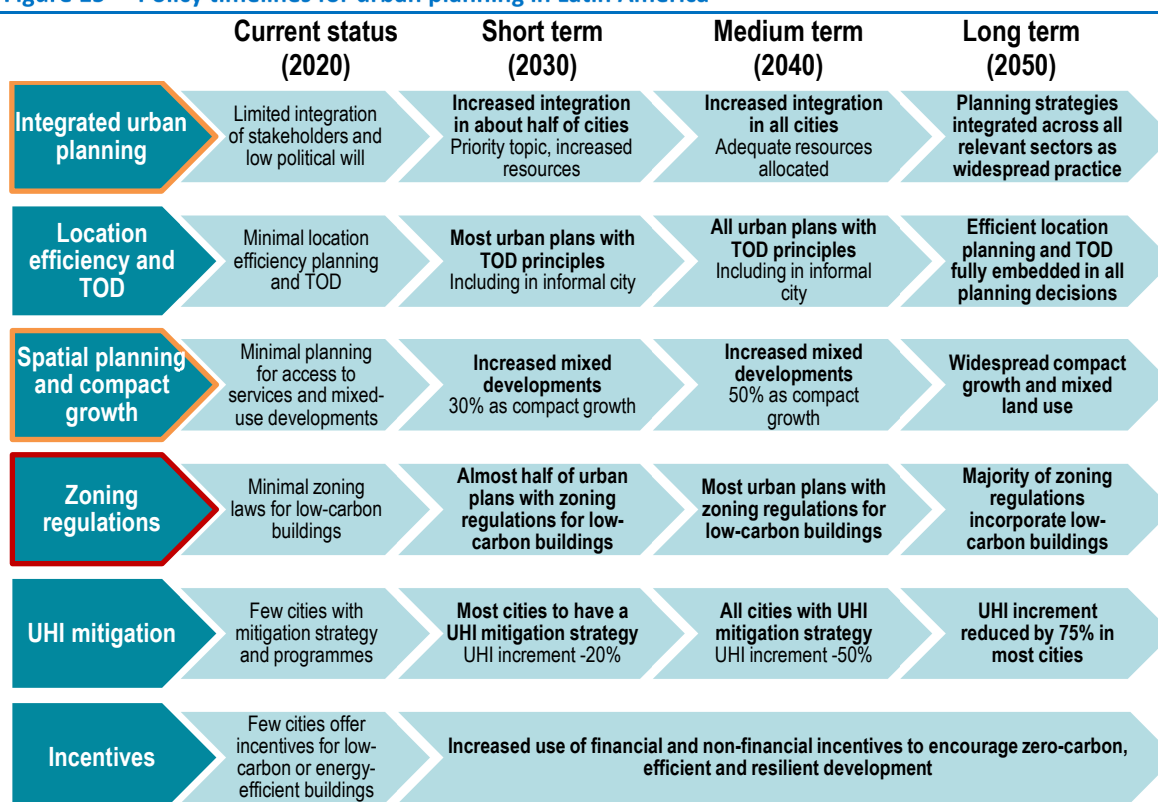 Figure 13 Policy timelines for urban planning in Latin America
Current status
(2020)
Short term
(2030)
Medium term
(2040)
Long term
(2050)
Integrated urban
planning
Limited integration
of stakeholders and
low political will
Increased integration
in about half of cities
Priority topic, increased
resources
Increased integration
in all cities
Adequate resources
allocated
Planning strategies
integrated across all
relevant sectors as
widespread practice
Location
efficiency and
TOD
Minimal location
efficiency planning
and TOD
Most urban plans with
TOD principles
Including in informal city
All urban plans with
TOD principles
Including in informal
city
Efficient location
planning and TOD
fully embedded in all
planning decisions
Spatial planning
and compact
growth
Minimal planning
for access to
services and mixed-
use developments
Increased mixed
developments
30% as compact growth
Increased mixed
developments
50% as compact
growth
Widespread compact
growth and mixed
land use
Zoning
regulations
Minimal zoning
laws for low-carbon
buildings
Almost half of urban
plans with zoning
regulations for low-
carbon buildings
Most urban plans with
zoning regulations for
low-carbon buildings
Majority of zoning
regulations
incorporate low-
carbon buildings
UHI mitigation
Few cities with
mitigation strategy
and programmes
Most cities to have a
UHI mitigation strategy
UHI increment -20%
All cities with UHI
mitigation strategy
UHI increment -50%
UHI increment
reduced by 75% in
most cities
Incentives
Few cities offer
incentives for low-
carbon or energy-
efficient buildings
Increased use of financial and non-financial incentives to encourage zero-carbon,
efficient and resilient development